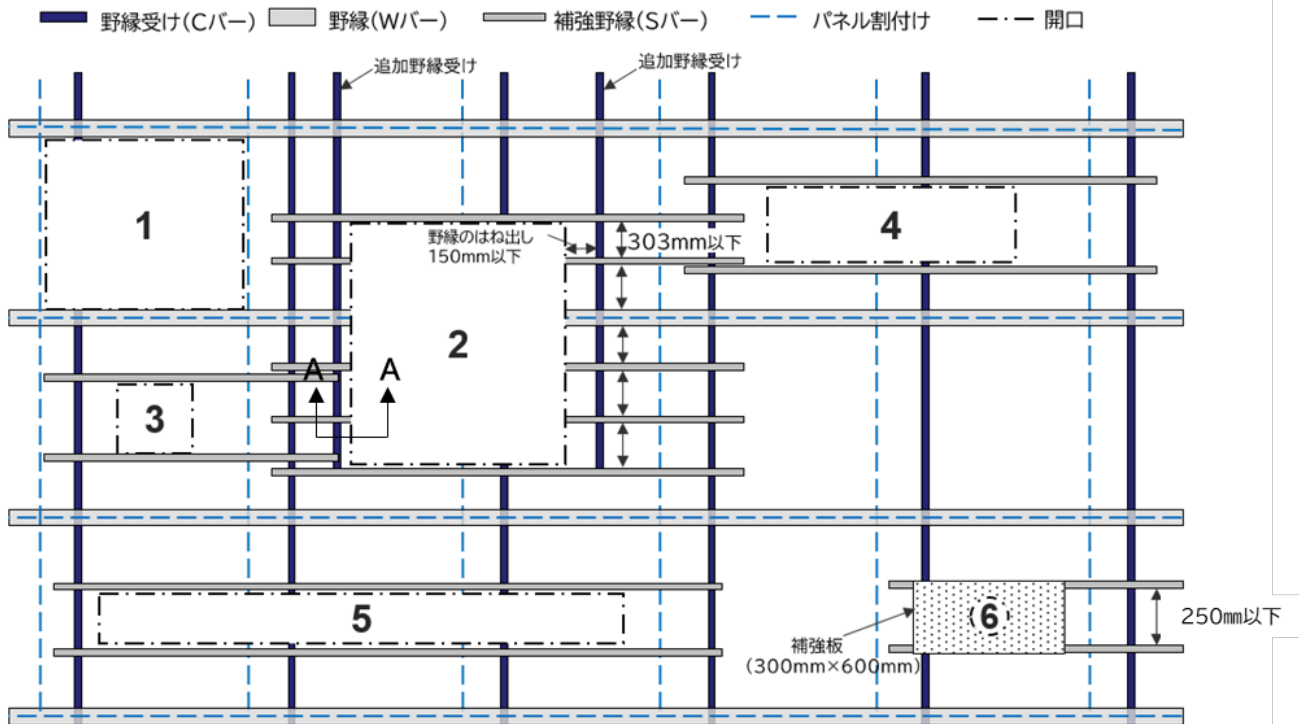 野縁受け(Cバー) 野縁(Wバー) 補強野縁(Sバー) パネル割付け 開口
追加野縁受け
追加野縁受け
1
4
野縁のはね出し
150mm以下
303mm以下
2
A A
3
5
6
250mm以下
補強板
(300mm×600mm)